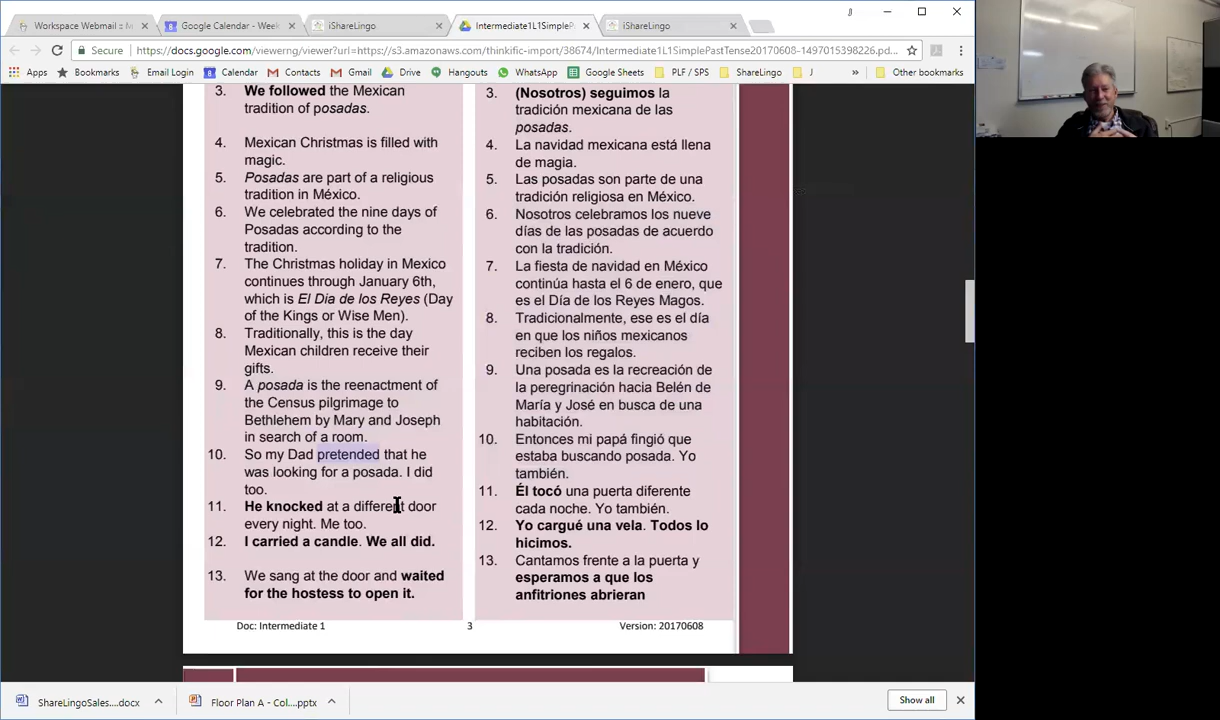 Workspace Webmail :: M
Google Calendar - Week
iShareLingo
Intermediate1L1SimpleP
iShareLingo
Secure
https://docs.google.com/viewerng/viewer?url=https://s3.amazonaws.com/thinkific-import/38674/Intermediate1L1SimplePastTense20170608-1497015398226.pd...
Apps
Bookmarks
Email Login
Calendar
Contacts
Gmail
Drive
Hangouts
WhatsApp
Google Sheets
PLF / SPS
ShareLingo
J
»
Other bookmarks
3. We followed the Mexican
tradition of posadas.
4. Mexican Christmas is filled with
magic.
5. Posadas are part of a religious
tradition in México.
6. We celebrated the nine days of
Posadas according to the
tradition.
7. The Christmas holiday in Mexico
continues through January 6th,
which is El Dia de los Reyes (Day
of the Kings or Wise Men).
8. Traditionally, this is the day
Mexican children receive their
gifts.
9. A posada is the reenactment of
the Census pilgrimage to
Bethlehem by Mary and Joseph
in search of a room.
10. So my Dad pretended that he
was looking for a posada. I did
too.
11. He knocked at a different door
every night. Me too.
12. I carried a candle. We all did.
13. We sang at the door and waited
for the hostess to open it.
3. (Nosotros) seguimos la
tradición mexicana de las
posadas.
4. La navidad mexicana está llena
de magia.
5. Las posadas son parte de una
tradición religiosa en México.
6. Nosotros celebramos los nueve
días de las posadas de acuerdo
con la tradición.
7. La fiesta de navidad en México
continúa hasta el 6 de enero, que
es el Día de los Reyes Magos.
8. Tradicionalmente, ese es el día
en que los niños mexicanos
reciben los regalos.
9. Una posada es la recreación de
la peregrinación hacia Belén de
María y José en busca de una
habitación.
10. Entonces mi papá fingió que
estaba buscando posada. Yo
también.
11. Él tocó una puerta diferente
cada noche. Yo también.
12. Yo cargué una vela. Todos lo
hicimos.
13. Cantamos frente a la puerta y
esperamos a que los
anfitriones abrieran
Doc: Intermediate 1
3
Version: 20170608
ShareLingoSales....docx
Floor Plan A - Col....pptx
Show all